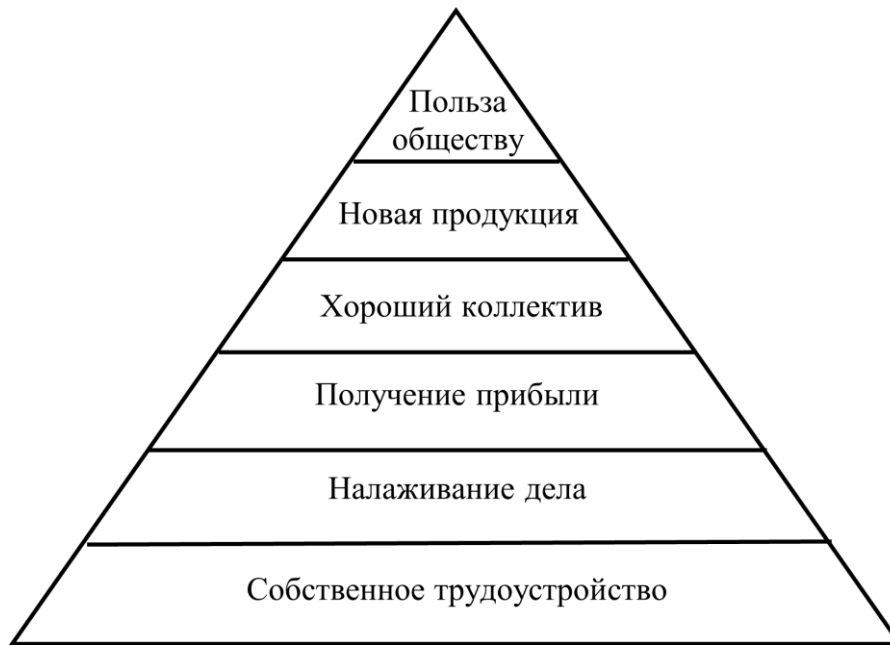 Польза
обществу
Новая продукция
Хороший коллектив
Получение прибыли
Налаживание дела
Собственное трудоустройство